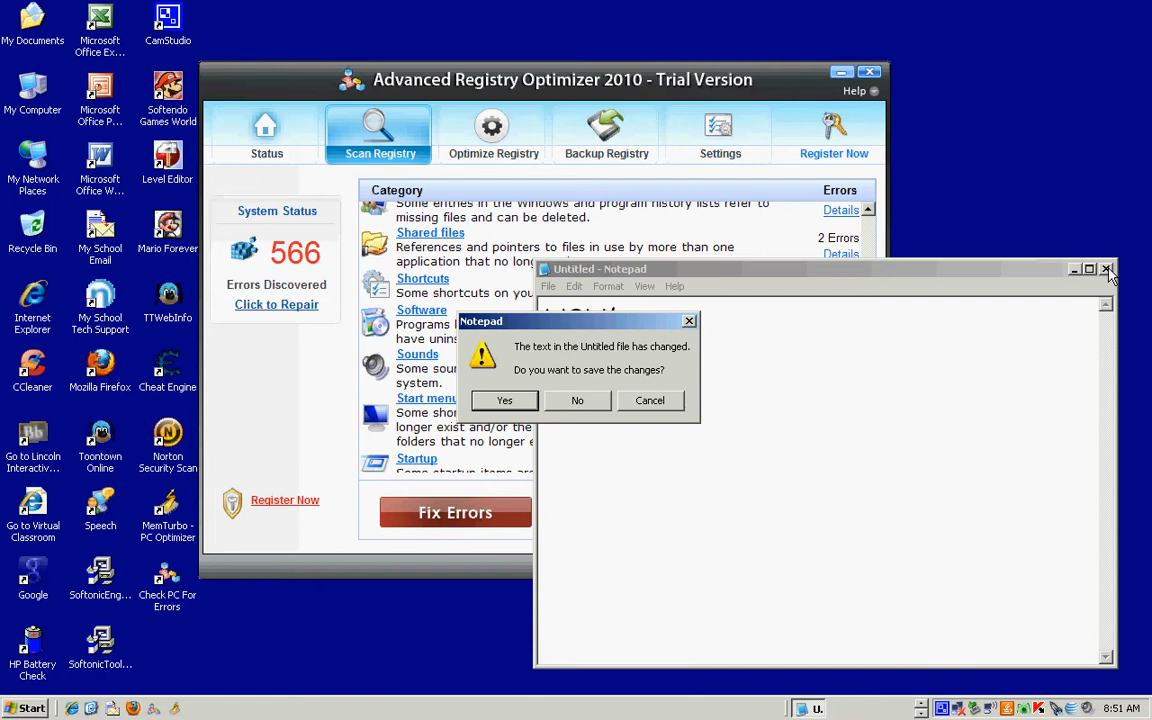 My Documents
Microsoft Office Ex...
CamStudio
My Computer
Microsoft Office P...
Softendo Games World
My Network Places
Microsoft Office W...
Level Editor
Recycle Bin
My School Email
Mario Forever
Internet Explorer
My School Tech Support
TTWebInfo
CCleaner
Mozilla Firefox
Cheat Engine
Go to Lincoln Interactiv...
Toontown Online
Norton Security Scan
Go to Virtual Classroom
Speech
MemTurbo - PC Optimizer
Google
SoftonicEng...
Check PC For Errors
HP Battery Check
SoftonicTool...
Advanced Registry Optimizer 2010 - Trial Version
Help
Status
Scan Registry
Optimize Registry
Backup Registry
Settings
Register Now
System Status
566
Errors Discovered
Click to Repair
Register Now
Category
Errors
Some entries in the Windows and program history lists refer to
missing files and can be deleted.
Details
Shared files
2 Errors
References and pointers to files in use by more than one
application that no lon
Details
Shortcuts
Some shortcuts on you
Software
Programs
have unins
Sounds
Some sou
system.
Start menu
Some shor
longer exist and/or the
folders that no longer e
Startup
Some startup items are
Fix Errors
Untitled - Notepad
File Edit Format View Help
Notepad
The text in the Untitled file has changed.
Do you want to save the changes?
Yes
No
Cancel
Start
U.
8:51 AM